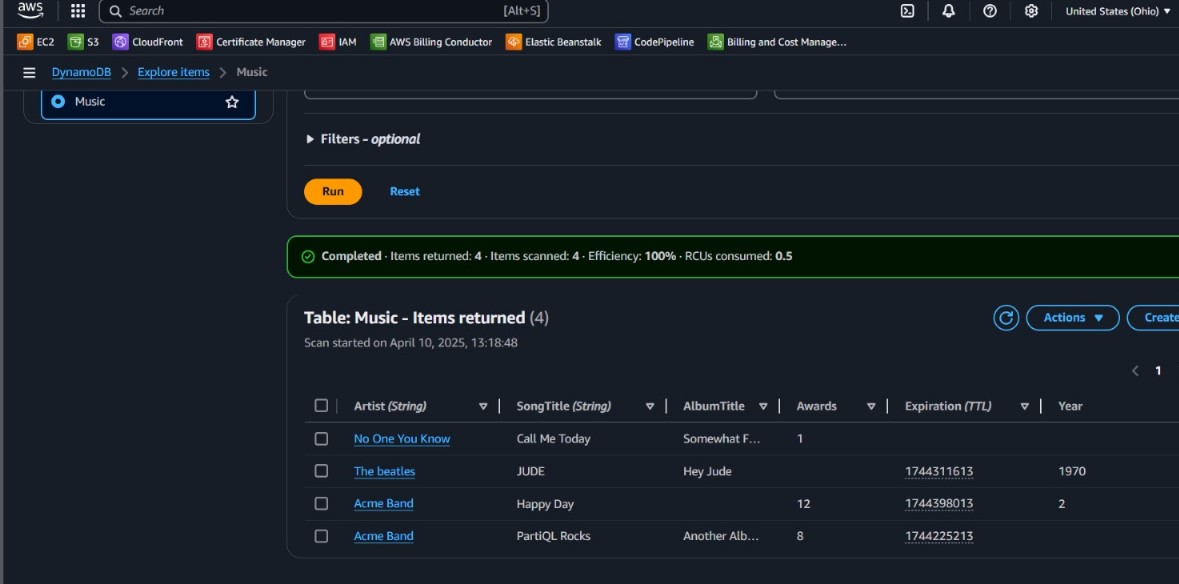 aws Search [Alt+S] United States (Ohio)
EC2 S3 CloudFront Certificate Manager IAM AWS Billing Conductor Elastic Beanstalk CodePipeline Billing and Cost Manage...
DynamoDB Explore items Music
Music
Filters - optional
Run Reset
Completed · Items returned: 4 · Items scanned: 4 · Efficiency: 100% · RCUs consumed: 0.5
Table: Music - Items returned (4)
Actions Create
Scan started on April 10, 2025, 13:18:48
1
Artist (String) SongTitle (String) AlbumTitle Awards Expiration (TTL) Year
No One You Know Call Me Today Somewhat F... 1
The beatles JUDE Hey Jude 1744311613 1970
Acme Band Happy Day 12 1744398013 2
Acme Band PartiQL Rocks Another Alb... 8 1744225213